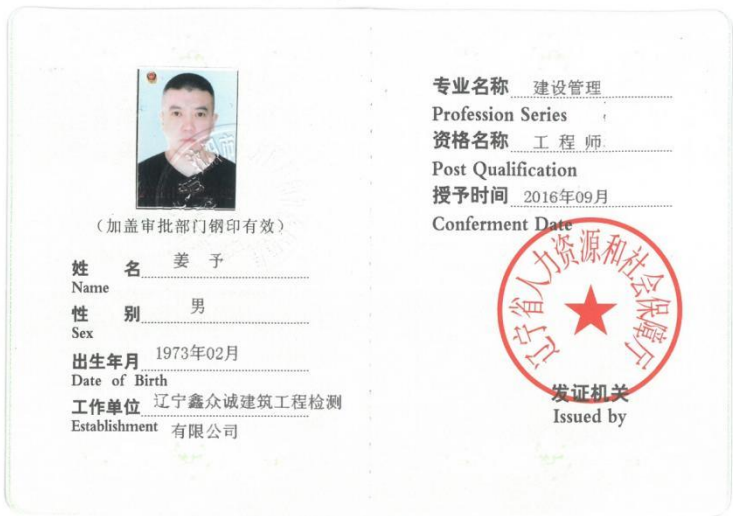 （加盖审批部门钢印有效）
姓 名 姜 予
Name
性 别 男
Sex
出生年月 1973年02月
Date of Birth
工作单位 辽宁鑫众诚建筑工程检测
Establishment 有限公司
专业名称 建设管理
Profession Series
资格名称 工程师
Post Qualification
授予时间 2016年09月
Conferment Date
辽宁省人力资源和社会保障厅
发证机关
Issued by